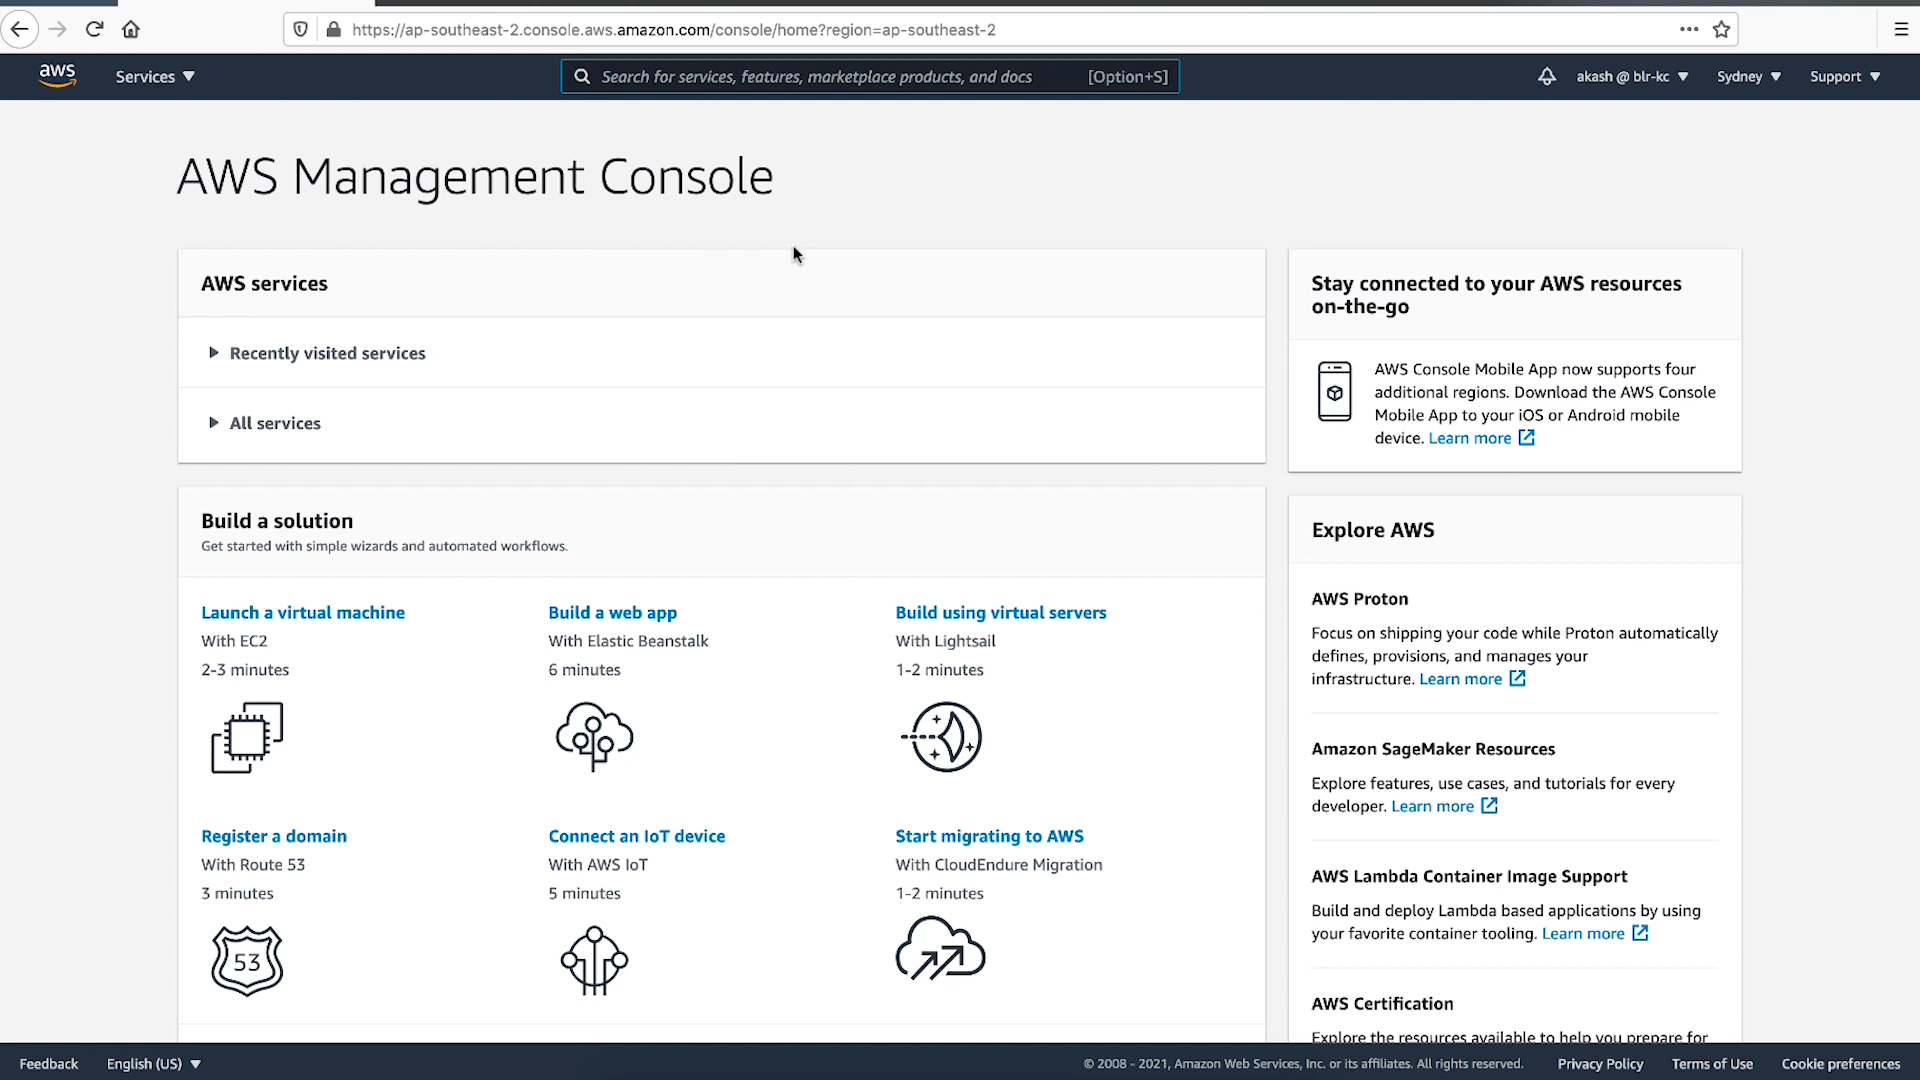 https://ap-southeast-2.console.aws.amazon.com/console/home?region=ap-southeast-2
aws
Services
Search for services, features, marketplace products, and docs
[Option+S]
akash @ blr-kc
Sydney
Support
AWS Management Console
AWS services
Recently visited services
All services
Build a solution
Get started with simple wizards and automated workflows.
Launch a virtual machine
With EC2
2-3 minutes
Build a web app
With Elastic Beanstalk
6 minutes
Build using virtual servers
With Lightsail
1-2 minutes
Register a domain
With Route 53
3 minutes
53
Connect an IoT device
With AWS IoT
5 minutes
Start migrating to AWS
With CloudEndure Migration
1-2 minutes
Stay connected to your AWS resources
on-the-go
AWS Console Mobile App now supports four
additional regions. Download the AWS Console
Mobile App to your iOS or Android mobile
device. Learn more
Explore AWS
AWS Proton
Focus on shipping your code while Proton automatically
defines, provisions, and manages your
infrastructure. Learn more
Amazon SageMaker Resources
Explore features, use cases, and tutorials for every
developer. Learn more
AWS Lambda Container Image Support
Build and deploy Lambda based applications by using
your favorite container tooling. Learn more
AWS Certification
Explore the resources available to help you prepare for
Feedback
English (US)
© 2008 - 2021, Amazon Web Services, Inc. or its affiliates. All rights reserved.
Privacy Policy
Terms of Use
Cookie preferences